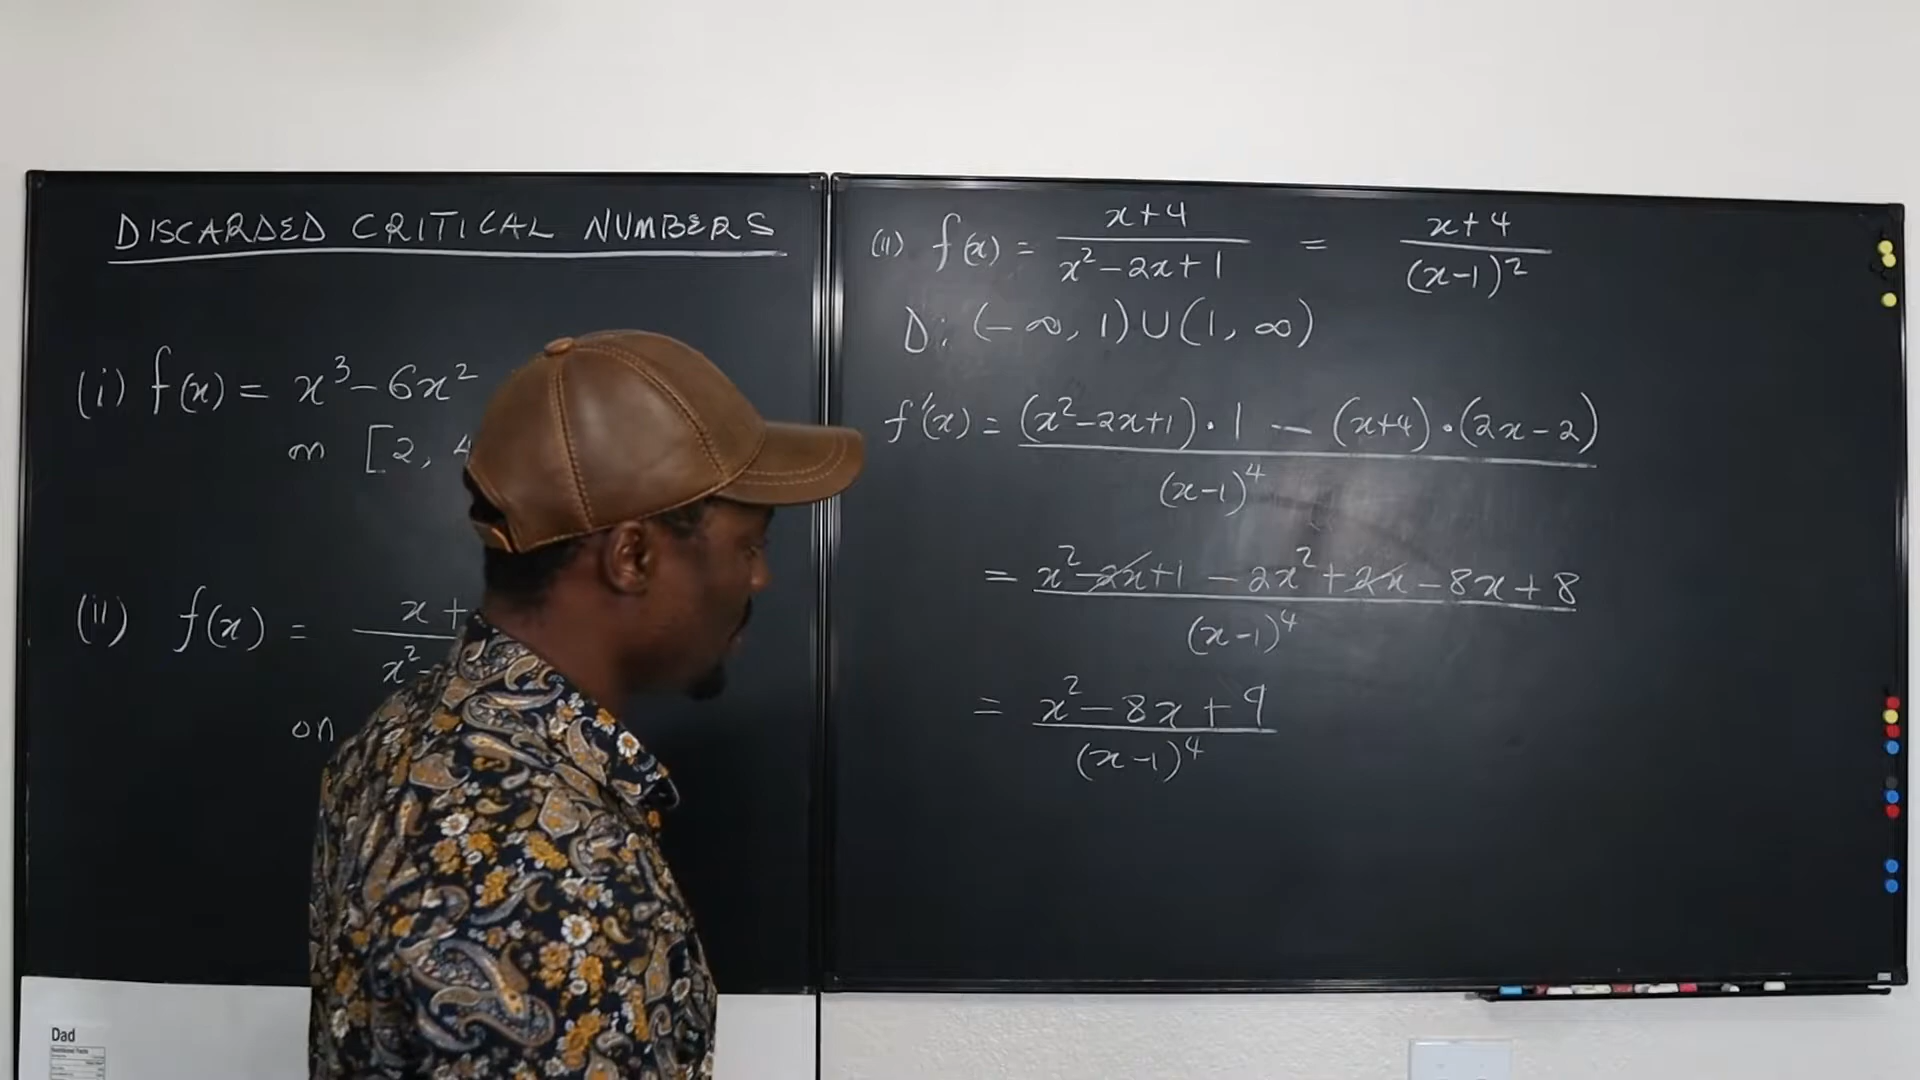 DISCARDED CRITICAL NUMBERS
(i) f(x) = x³ - 6x²
on [2, 4
(ii) f(x) = x +
x² -
on
(ii) f(x) = x+4 / x² - 2x + 1 = x+4 / (x-1)²
D: (-∞, 1) ∪ (1, ∞)
f'(x) = (x² - 2x + 1) · 1 - (x+4) · (2x - 2) / (x-1)⁴
= x² - 2x + 1 - 2x² + 2x - 8x + 8 / (x-1)⁴
= x² - 8x + 9 / (x-1)⁴
Dad